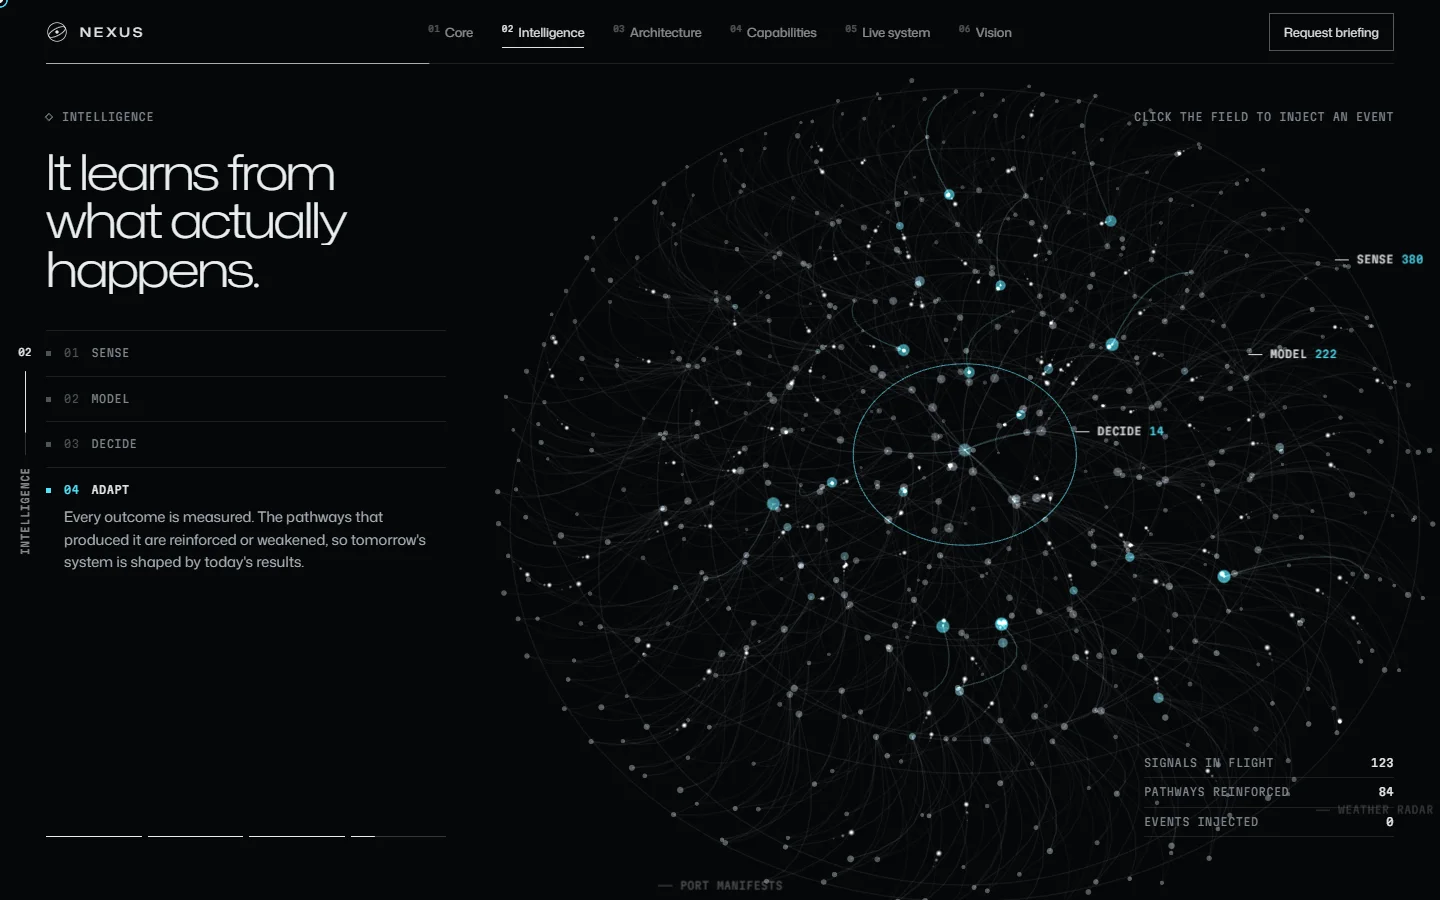 NEXUS
01 Core
02 Intelligence
03 Architecture
04 Capabilities
05 Live system
06 Vision
Request briefing
INTELLIGENCE
CLICK THE FIELD TO INJECT AN EVENT
It learns from
what actually
happens.
SENSE 380
MODEL 222
DECIDE 14
02
INTELLIGENCE
01 SENSE
02 MODEL
03 DECIDE
04 ADAPT
Every outcome is measured. The pathways that
produced it are reinforced or weakened, so tomorrow's
system is shaped by today's results.
SIGNALS IN FLIGHT 123
PATHWAYS REINFORCED 84
WEATHER RADAR
EVENTS INJECTED 0
PORT MANIFESTS